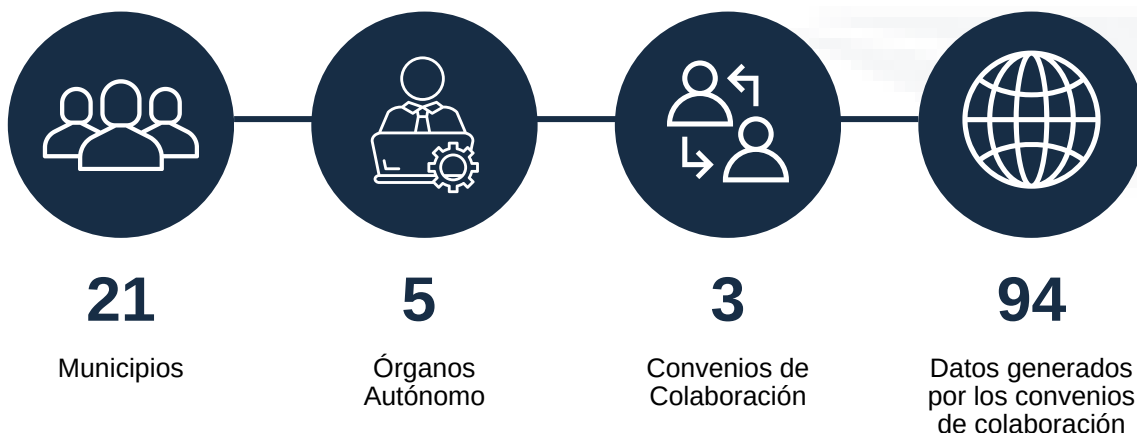 21
Municipios
5
Órganos
Autónomo
3
Convenios de
Colaboración
94
Datos generados
por los convenios
de colaboración